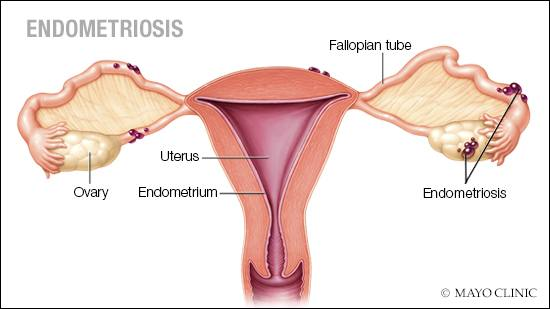 ENDOMETRIOSIS
Fallopian tube
Uterus
Endometrium
Ovary
Endometriosis
© MAYO CLINIC